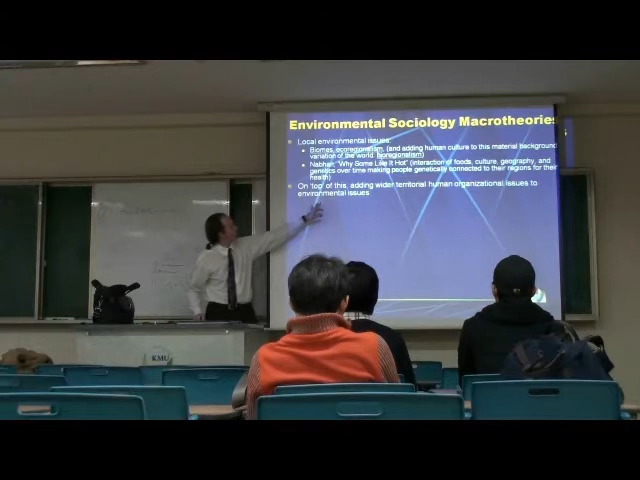 Environmental Sociology Macrotheories
Local environmental issues:
Biomes, ecoregionalism, (and adding human culture to this material background
variation of the world: bioregionalism)
Nabhan, "Why Some Like It Hot" (interaction of foods, culture, geography, and
genetics over time making people genetically connected to their regions for their
health)
On top of this, adding wider territorial human organizational issues to
environmental issues
KMU